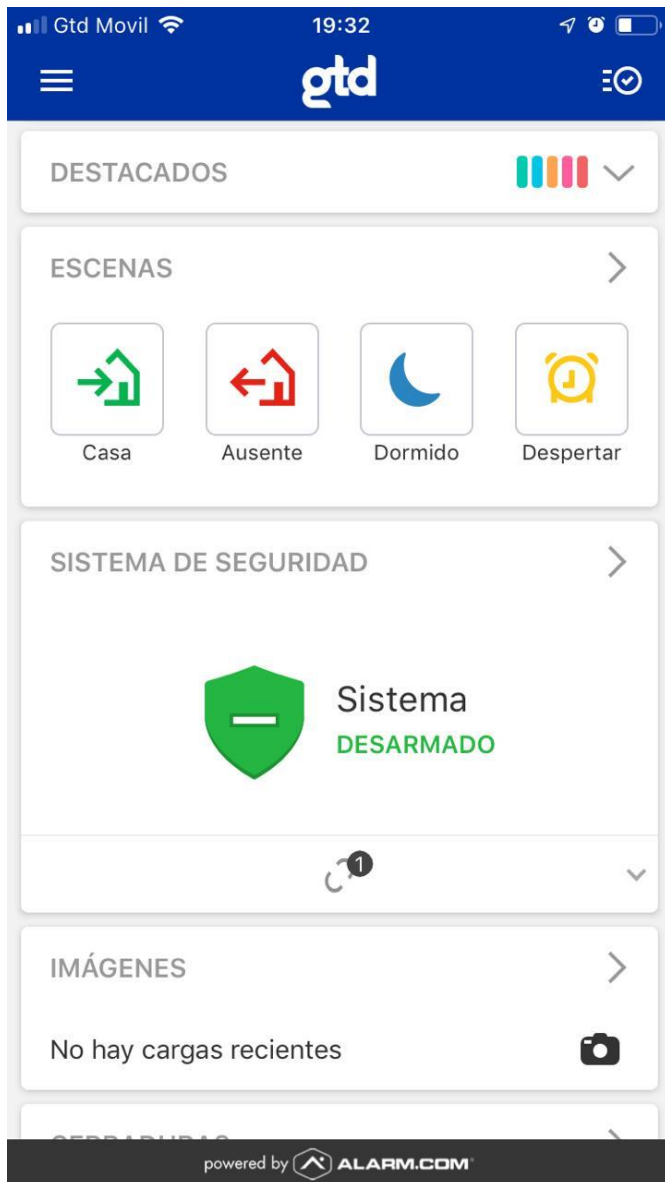 Gtd Movil 19:32
gtd
DESTACADOS
ESCENAS
Casa Ausente Dormido Despertar
SISTEMA DE SEGURIDAD
Sistema
DESARMADO
1
IMÁGENES
No hay cargas recientes
CERRADURAS
powered by ALARM.COM